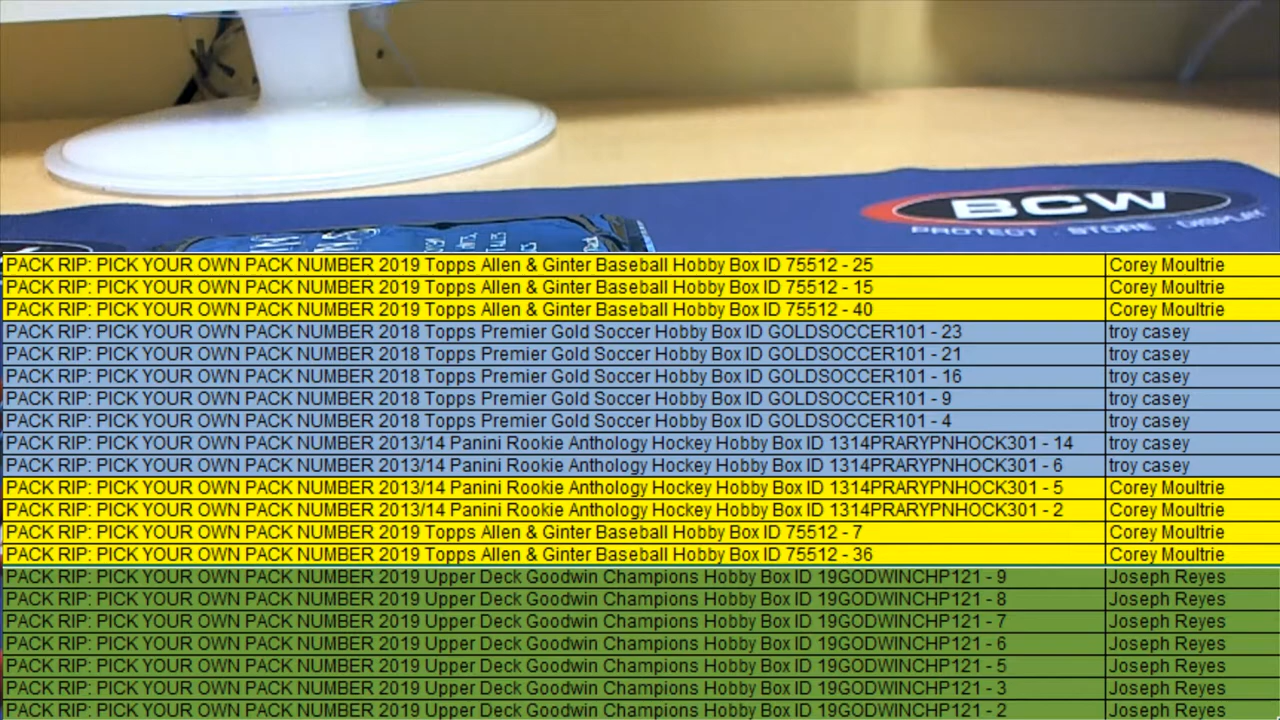 BCW
PROTECT · STORE · DISPLAY
PACK RIP: PICK YOUR OWN PACK NUMBER 2019 Topps Allen & Ginter Baseball Hobby Box ID 75512 - 25 Corey Moultrie
PACK RIP: PICK YOUR OWN PACK NUMBER 2019 Topps Allen & Ginter Baseball Hobby Box ID 75512 - 15 Corey Moultrie
PACK RIP: PICK YOUR OWN PACK NUMBER 2019 Topps Allen & Ginter Baseball Hobby Box ID 75512 - 40 Corey Moultrie
PACK RIP: PICK YOUR OWN PACK NUMBER 2018 Topps Premier Gold Soccer Hobby Box ID GOLDSOCCER101 - 23 troy casey
PACK RIP: PICK YOUR OWN PACK NUMBER 2018 Topps Premier Gold Soccer Hobby Box ID GOLDSOCCER101 - 21 troy casey
PACK RIP: PICK YOUR OWN PACK NUMBER 2018 Topps Premier Gold Soccer Hobby Box ID GOLDSOCCER101 - 16 troy casey
PACK RIP: PICK YOUR OWN PACK NUMBER 2018 Topps Premier Gold Soccer Hobby Box ID GOLDSOCCER101 - 9 troy casey
PACK RIP: PICK YOUR OWN PACK NUMBER 2018 Topps Premier Gold Soccer Hobby Box ID GOLDSOCCER101 - 4 troy casey
PACK RIP: PICK YOUR OWN PACK NUMBER 2013/14 Panini Rookie Anthology Hockey Hobby Box ID 1314PRARYPNHOCK301 - 14 troy casey
PACK RIP: PICK YOUR OWN PACK NUMBER 2013/14 Panini Rookie Anthology Hockey Hobby Box ID 1314PRARYPNHOCK301 - 6 troy casey
PACK RIP: PICK YOUR OWN PACK NUMBER 2013/14 Panini Rookie Anthology Hockey Hobby Box ID 1314PRARYPNHOCK301 - 5 Corey Moultrie
PACK RIP: PICK YOUR OWN PACK NUMBER 2013/14 Panini Rookie Anthology Hockey Hobby Box ID 1314PRARYPNHOCK301 - 2 Corey Moultrie
PACK RIP: PICK YOUR OWN PACK NUMBER 2019 Topps Allen & Ginter Baseball Hobby Box ID 75512 - 7 Corey Moultrie
PACK RIP: PICK YOUR OWN PACK NUMBER 2019 Topps Allen & Ginter Baseball Hobby Box ID 75512 - 36 Corey Moultrie
PACK RIP: PICK YOUR OWN PACK NUMBER 2019 Upper Deck Goodwin Champions Hobby Box ID 19GODWINCHP121 - 9 Joseph Reyes
PACK RIP: PICK YOUR OWN PACK NUMBER 2019 Upper Deck Goodwin Champions Hobby Box ID 19GODWINCHP121 - 8 Joseph Reyes
PACK RIP: PICK YOUR OWN PACK NUMBER 2019 Upper Deck Goodwin Champions Hobby Box ID 19GODWINCHP121 - 7 Joseph Reyes
PACK RIP: PICK YOUR OWN PACK NUMBER 2019 Upper Deck Goodwin Champions Hobby Box ID 19GODWINCHP121 - 6 Joseph Reyes
PACK RIP: PICK YOUR OWN PACK NUMBER 2019 Upper Deck Goodwin Champions Hobby Box ID 19GODWINCHP121 - 5 Joseph Reyes
PACK RIP: PICK YOUR OWN PACK NUMBER 2019 Upper Deck Goodwin Champions Hobby Box ID 19GODWINCHP121 - 3 Joseph Reyes
PACK RIP: PICK YOUR OWN PACK NUMBER 2019 Upper Deck Goodwin Champions Hobby Box ID 19GODWINCHP121 - 2 Joseph Reyes